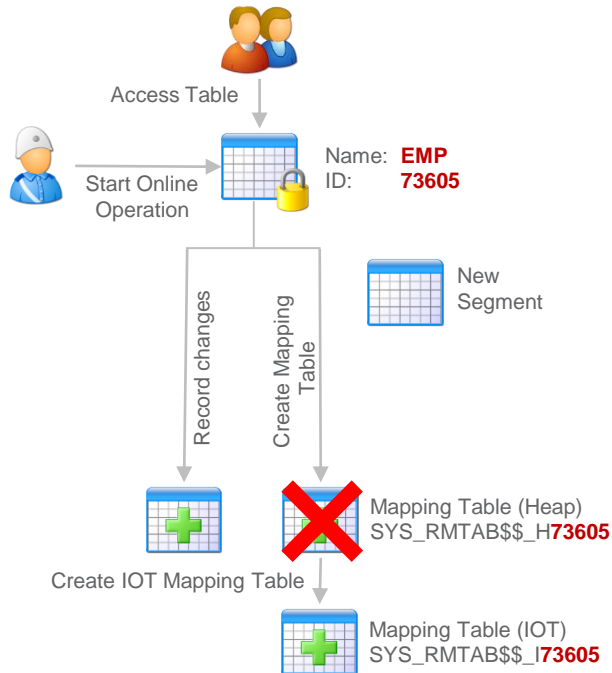 Access Table
Name: EMP
ID: 73605
Start Online
Operation
New
Segment
Record changes
Create Mapping
Table
Mapping Table (Heap)
SYS_RMTAB$$_H73605
Create IOT Mapping Table
Mapping Table (IOT)
SYS_RMTAB$$_I73605